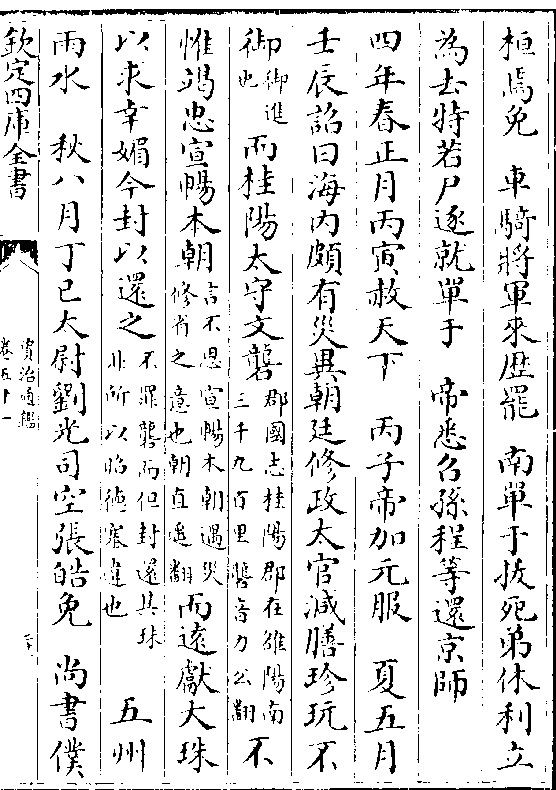 桓焉免　車騎將軍來歴罷　南單于拔死弟休利立
為去特若尸逐就單于　帝悉召孫程等還京師
四年春正月丙寅赦天下　丙子帝加元服　夏五月
壬辰詔曰海内頗有災異朝廷修政太官減膳珍玩不
御御進也而桂陽太守文礱郡國志桂陽郡在雒陽南三千九百里礱音力公翻不
惟竭忠宣暢本朝言不思宣暢本朝遇災修省之意也朝直遥翻而遠獻大珠
以求幸媚今封以還之不罪礱而但封還其珠非所以昭德塞違也　五州
雨水　秋八月丁巳太尉劉光司空張皓免　尚書僕
欽定四庫全書
資治通鑑
卷五十一